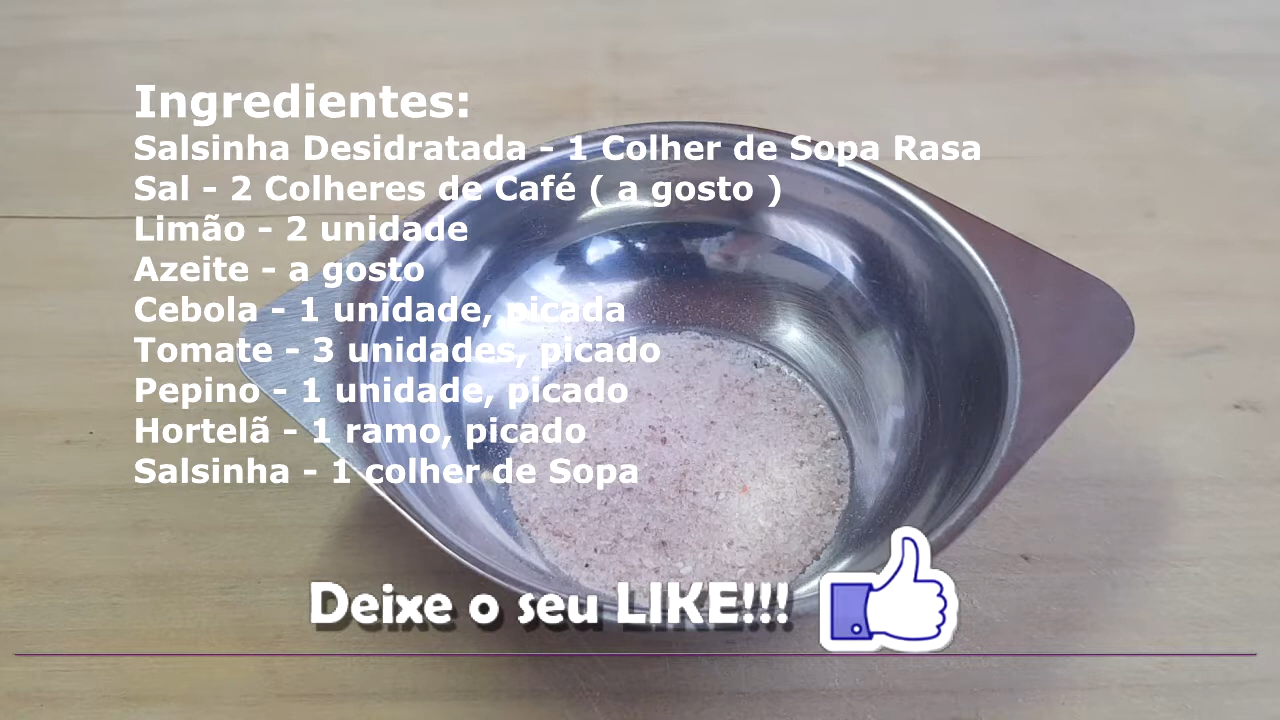 Ingredientes:
Salsinha Desidratada - 1 Colher de Sopa Rasa
Sal - 2 Colheres de Café ( a gosto )
Limão - 2 unidade
Azeite - a gosto
Cebola - 1 unidade, picada
Tomate - 3 unidades, picado
Pepino - 1 unidade, picado
Hortelã - 1 ramo, picado
Salsinha - 1 colher de Sopa
Deixe o seu LIKE!!!